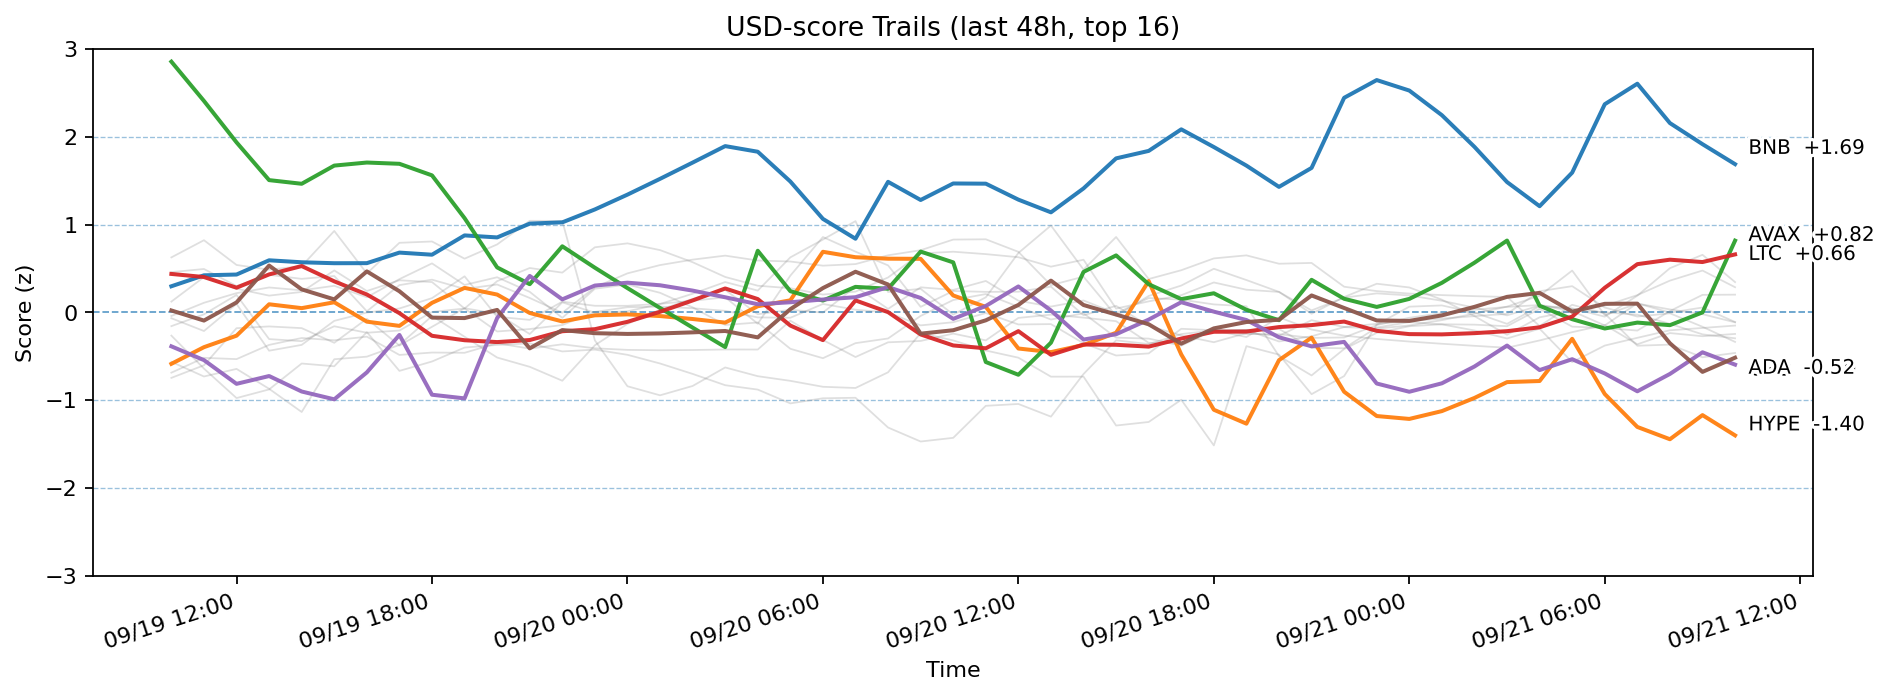 USD-score Trails (last 48h, top 16)
3
2
1
0
−1
−2
−3
Score (z)
BNB +1.69
AVAX +0.82
LTC +0.66
ADA -0.52
HYPE -1.40
09/19 12:00
09/19 18:00
09/20 00:00
09/20 06:00
09/20 12:00
09/20 18:00
09/21 00:00
09/21 06:00
09/21 12:00
Time